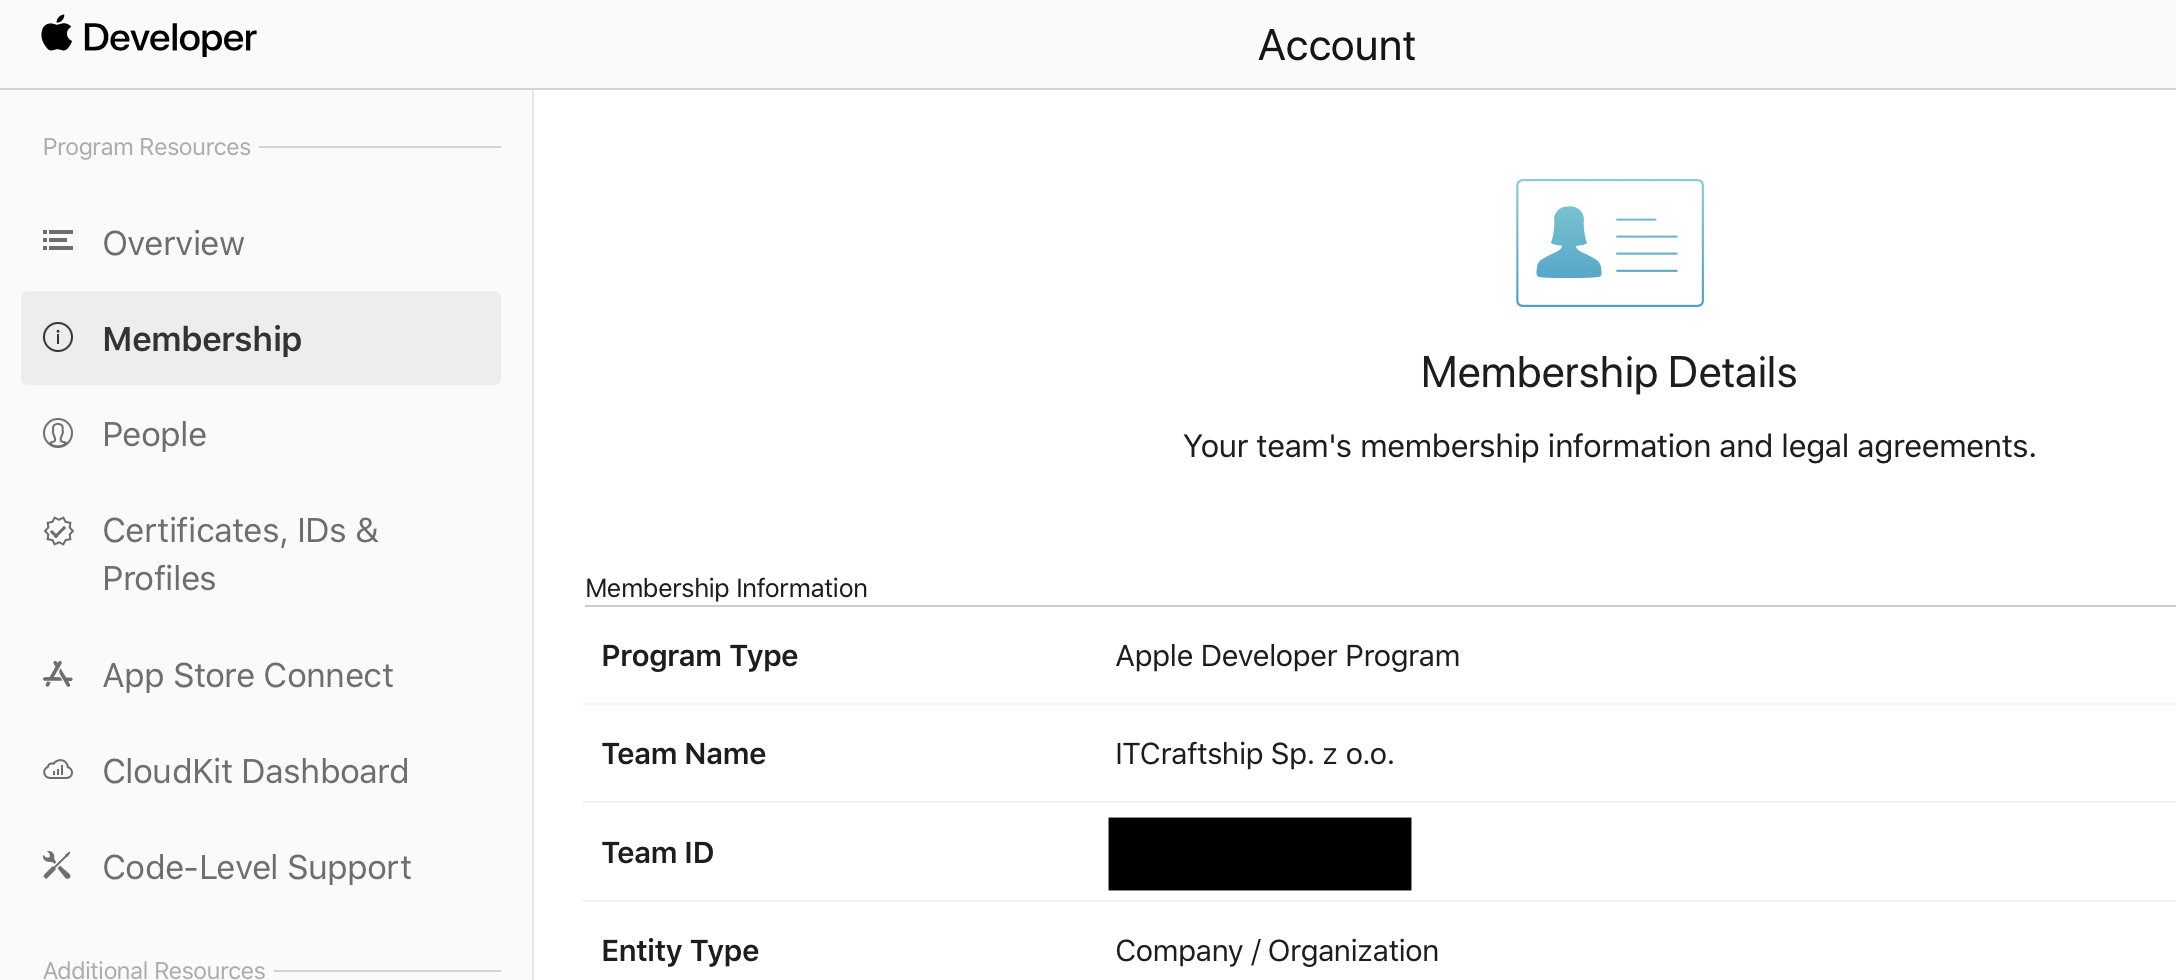 Developer
Account
Program Resources
Overview
Membership
People
Certificates, IDs &
Profiles
App Store Connect
CloudKit Dashboard
Code-Level Support
Additional Resources
Membership Details
Your team's membership information and legal agreements.
Membership Information
Program Type
Apple Developer Program
Team Name
ITCraftship Sp. z o.o.
Team ID
Entity Type
Company / Organization